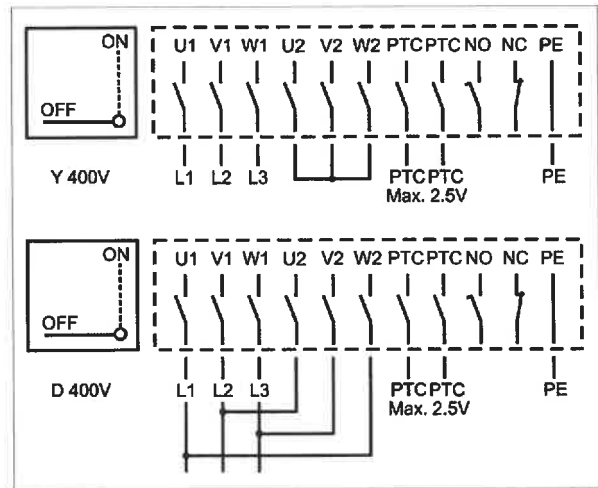 ON
U1 V1 W1 U2 V2 W2 PTC PTC NO NC PE
OFF
Y 400V
L1 L2 L3 PTC PTC PE
Max. 2.5V
ON
U1 V1 W1 U2 V2 W2 PTC PTC NO NC PE
OFF
D 400V
L1 L2 L3 PTC PTC PE
Max. 2.5V